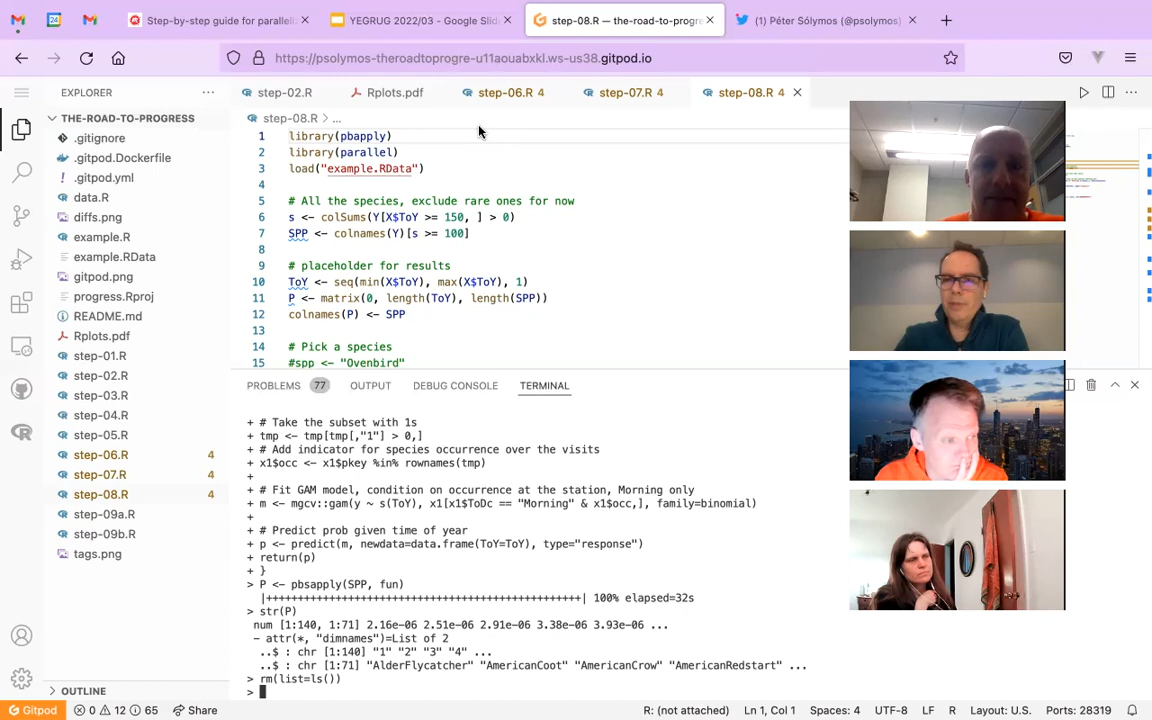 Step-by-step guide for paralleliz
YEGRUG 2022/03 - Google Slid
step-08.R — the-road-to-progre
(1) Péter Sólymos (@psolymos)
https://psolymos-theroadtoprogre-u11aouabxkl.ws-us38.gitpod.io
EXPLORER
step-02.R
Rplots.pdf
step-06.R 4
step-07.R 4
step-08.R 4
THE-ROAD-TO-PROGRESS
.gitignore
.gitpod.Dockerfile
.gitpod.yml
data.R
diffs.png
example.R
example.RData
gitpod.png
progress.Rproj
README.md
Rplots.pdf
step-01.R
step-02.R
step-03.R
step-04.R
step-05.R
step-06.R 4
step-07.R 4
step-08.R 4
step-09a.R
step-09b.R
tags.png
OUTLINE
step-08.R > ...
1 library(pbapply)
2 library(parallel)
3 load("example.RData")
4
5 # All the species, exclude rare ones for now
6 s <- colSums(Y[X$ToY >= 150, ] > 0)
7 SPP <- colnames(Y)[s >= 100]
8
9 # placeholder for results
10 ToY <- seq(min(X$ToY), max(X$ToY), 1)
11 P <- matrix(0, length(ToY), length(SPP))
12 colnames(P) <- SPP
13
14 # Pick a species
15 #spp <- "Ovenbird"
PROBLEMS 77 OUTPUT DEBUG CONSOLE TERMINAL
+ # Take the subset with 1s
+ tmp <- tmp[tmp[,"1"] > 0,]
+ # Add indicator for species occurrence over the visits
+ x1$occ <- x1$pkey %in% rownames(tmp)
+
+ # Fit GAM model, condition on occurrence at the station, Morning only
+ m <- mgcv::gam(y ~ s(ToY), x1[x1$ToDc == "Morning" & x1$occ,], family=binomial)
+
+ # Predict prob given time of year
+ p <- predict(m, newdata=data.frame(ToY=ToY), type="response")
+ return(p)
+ }
> P <- pbsapply(SPP, fun)
|++++++++++++++++++++++++++++++++++++++++++++++++++| 100% elapsed=32s
> str(P)
num [1:140, 1:71] 2.16e-06 2.51e-06 2.91e-06 3.38e-06 3.93e-06 ...
- attr(*, "dimnames")=List of 2
..$ : chr [1:140] "1" "2" "3" "4" ...
..$ : chr [1:71] "AlderFlycatcher" "AmericanCoot" "AmericanCrow" "AmericanRedstart" ...
> rm(list=ls())
>
Gitpod 0 12 65 Share R: (not attached) Ln 1, Col 1 Spaces: 4 UTF-8 LF R Layout: U.S. Ports: 28319